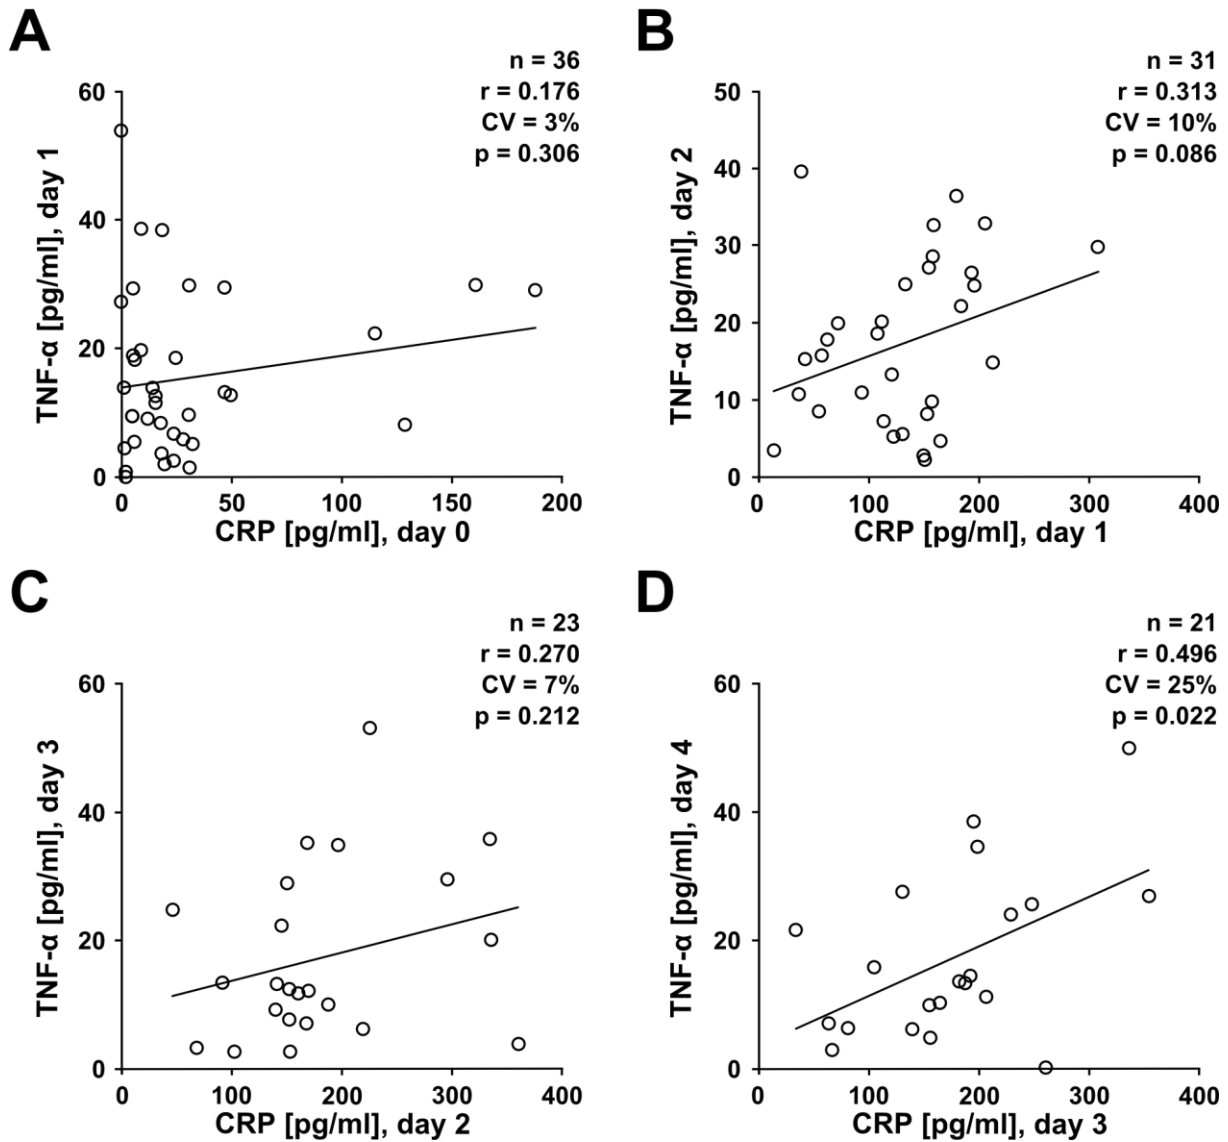 A
n = 36
r = 0.176
CV = 3%
p = 0.306
TNF-α [pg/ml], day 1
60
40
20
0
0 50 100 150 200
CRP [pg/ml], day 0
B
n = 31
r = 0.313
CV = 10%
p = 0.086
TNF-α [pg/ml], day 2
50
40
30
20
10
0
0 100 200 300 400
CRP [pg/ml], day 1
C
n = 23
r = 0.270
CV = 7%
p = 0.212
TNF-α [pg/ml], day 3
60
40
20
0
0 100 200 300 400
CRP [pg/ml], day 2
D
n = 21
r = 0.496
CV = 25%
p = 0.022
TNF-α [pg/ml], day 4
60
40
20
0
0 100 200 300 400
CRP [pg/ml], day 3